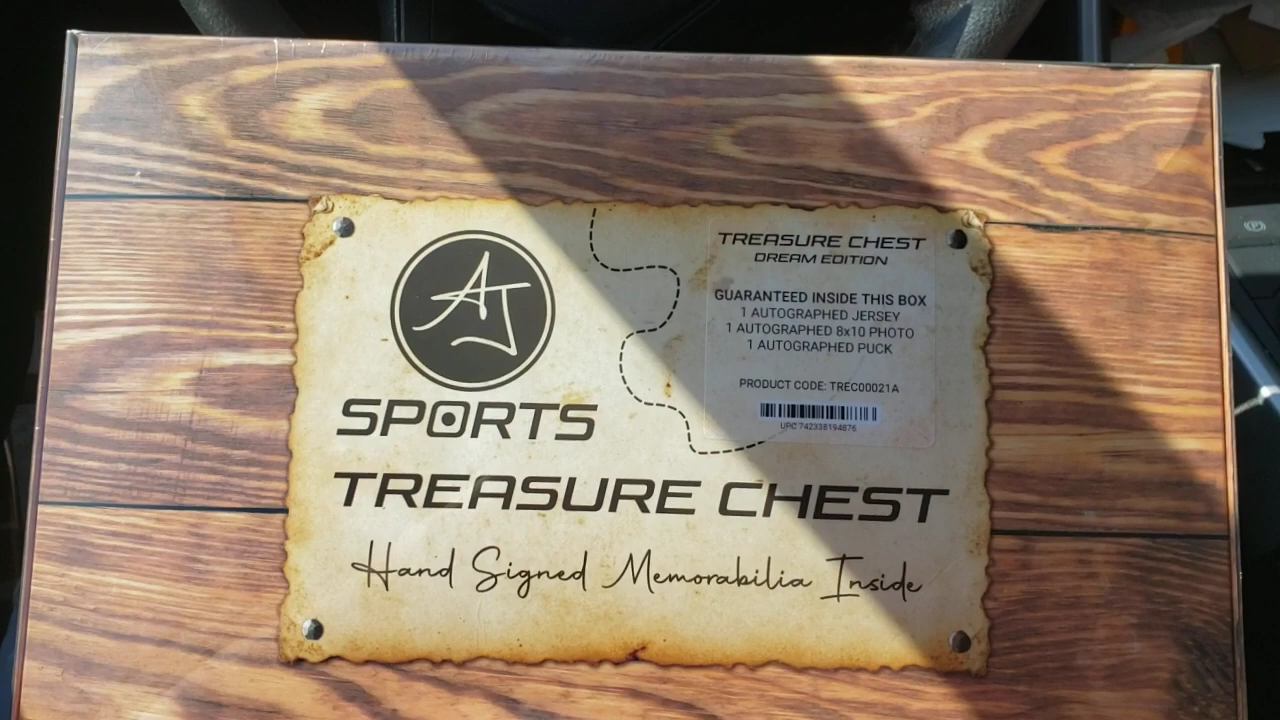 AJ
SPORTS
TREASURE CHEST
Hand Signed Memorabilia Inside
TREASURE CHEST
DREAM EDITION
GUARANTEED INSIDE THIS BOX
1 AUTOGRAPHED JERSEY
1 AUTOGRAPHED 8x10 PHOTO
1 AUTOGRAPHED PUCK
PRODUCT CODE: TREC00021A
UPC 742338194876